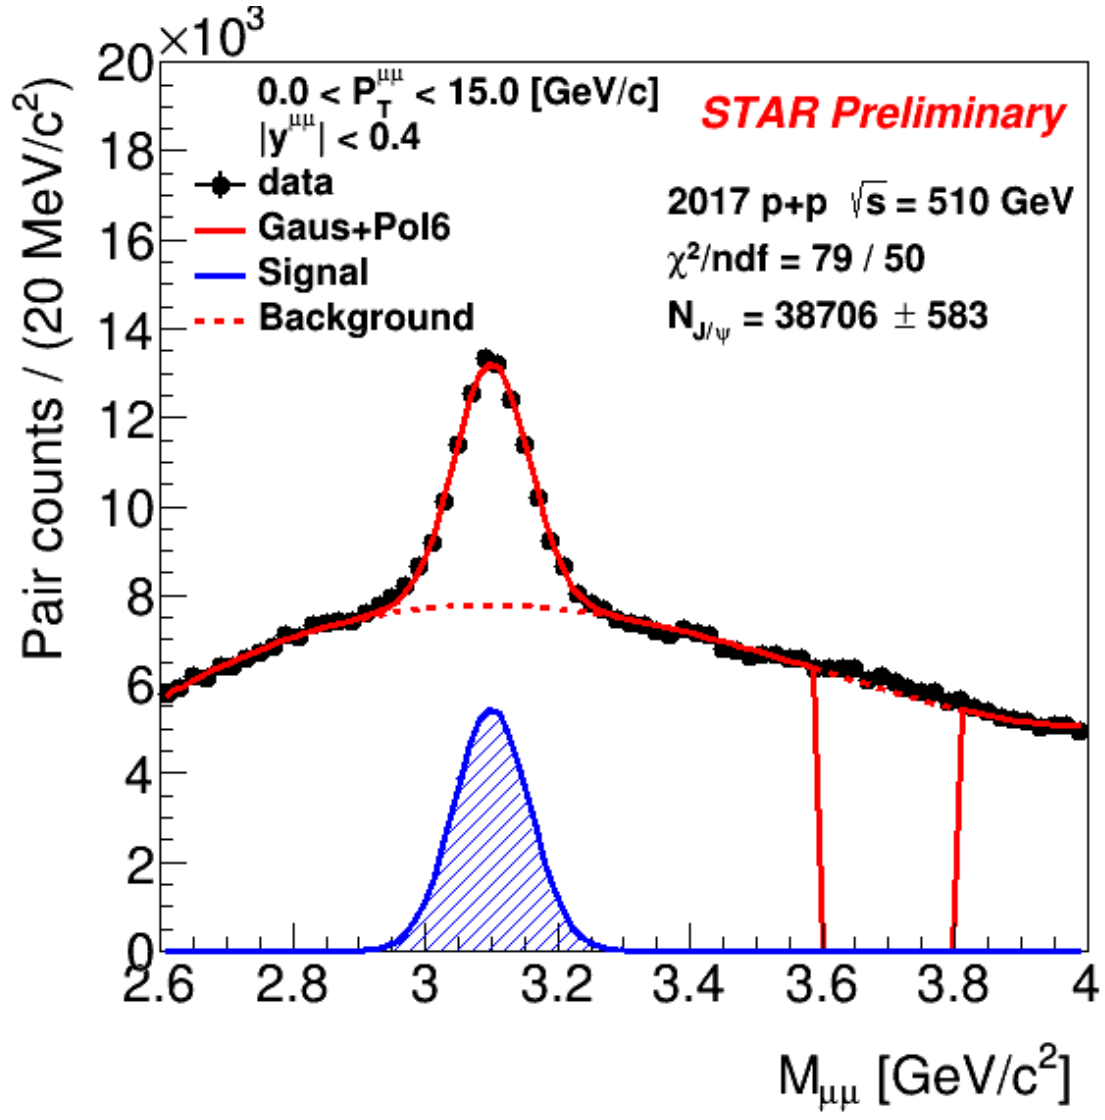 ×10³
Pair counts / (20 MeV/c²)
20
18
16
14
12
10
8
6
4
2
0
0.0 < P_T^μμ < 15.0 [GeV/c]
|y^μμ| < 0.4
data
Gaus+Pol6
Signal
Background
STAR Preliminary
2017 p+p √s = 510 GeV
χ²/ndf = 79 / 50
N_J/ψ = 38706 ± 583
2.6 2.8 3 3.2 3.4 3.6 3.8 4
M_μμ [GeV/c²]